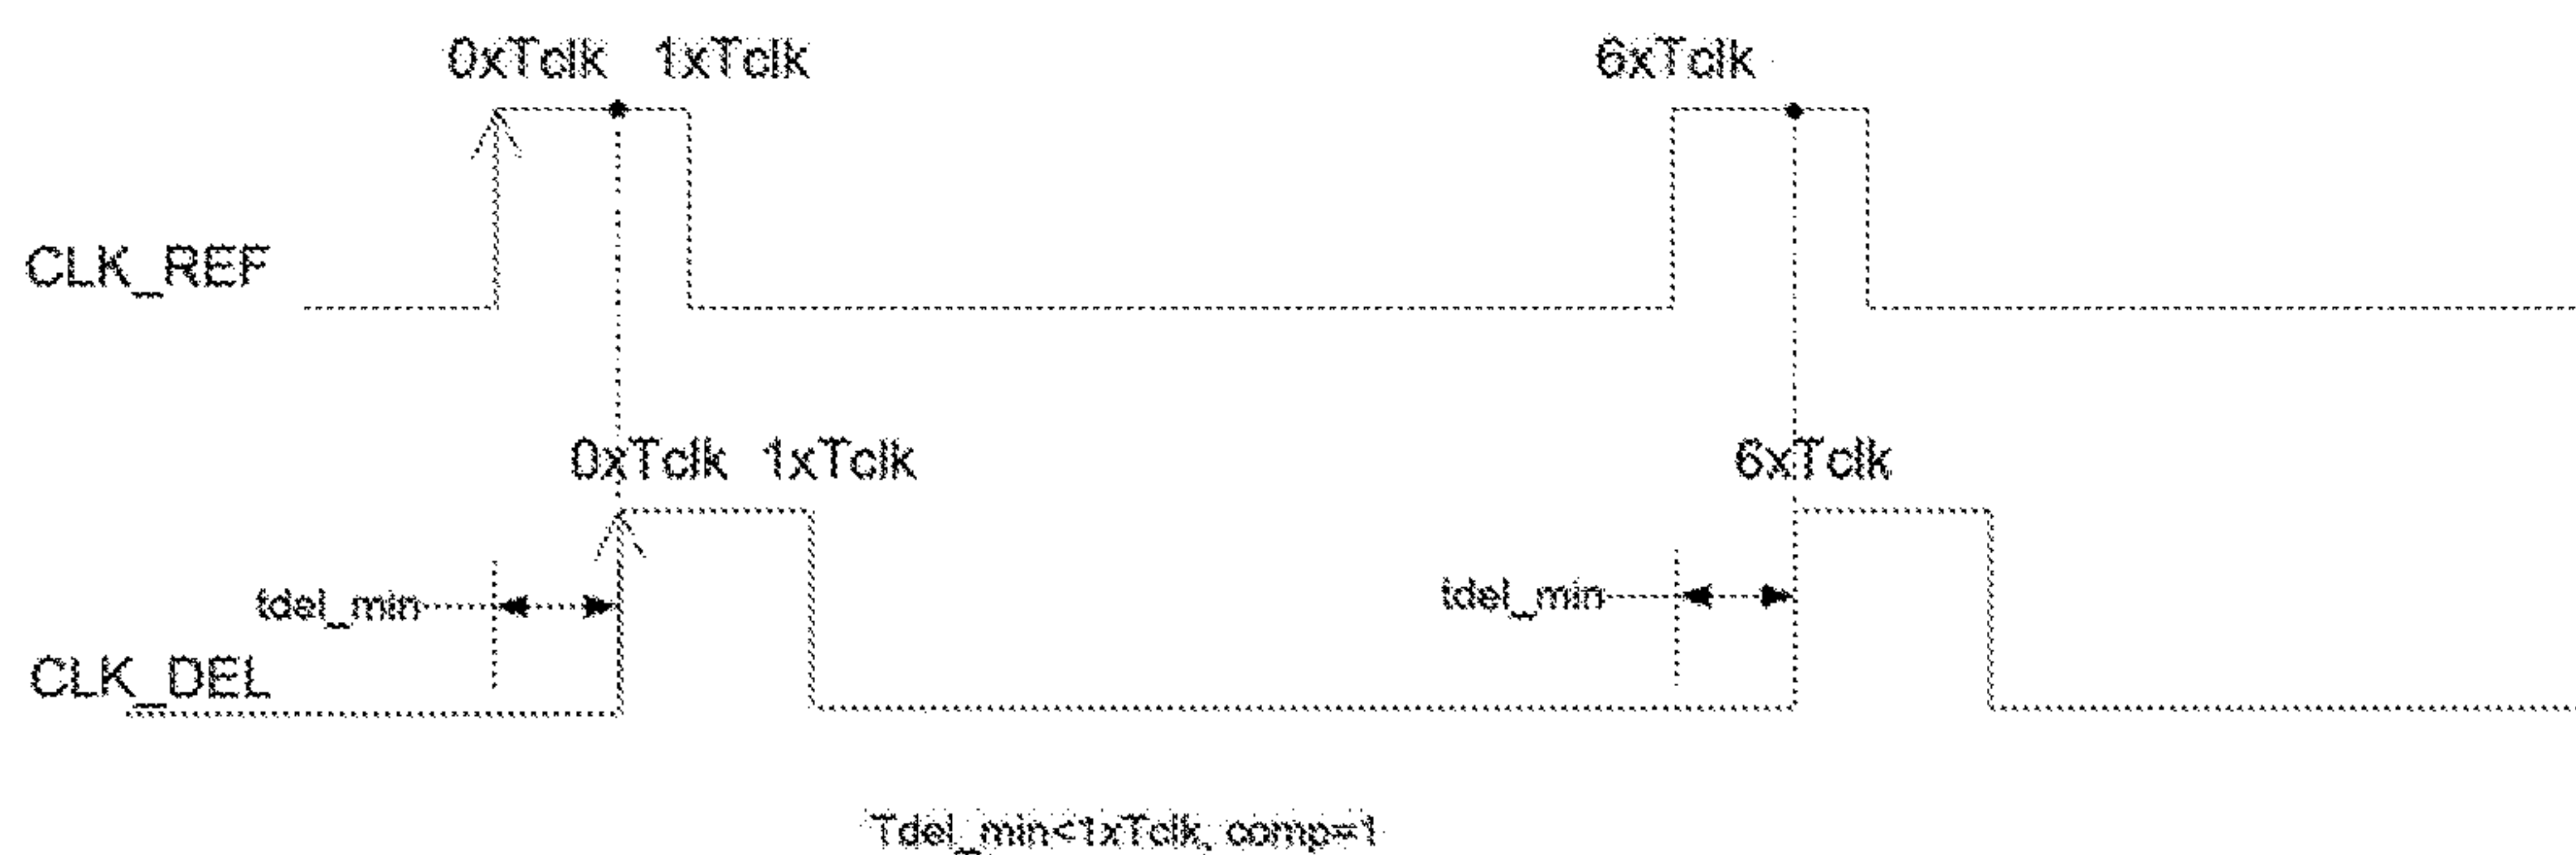 0xTclk 1xTclk 6xTclk
CLK_REF
0xTclk 1xTclk 6xTclk
tdel_min tdel_min
CLK_DEL
Tdel_min<1xTclk, comp=1